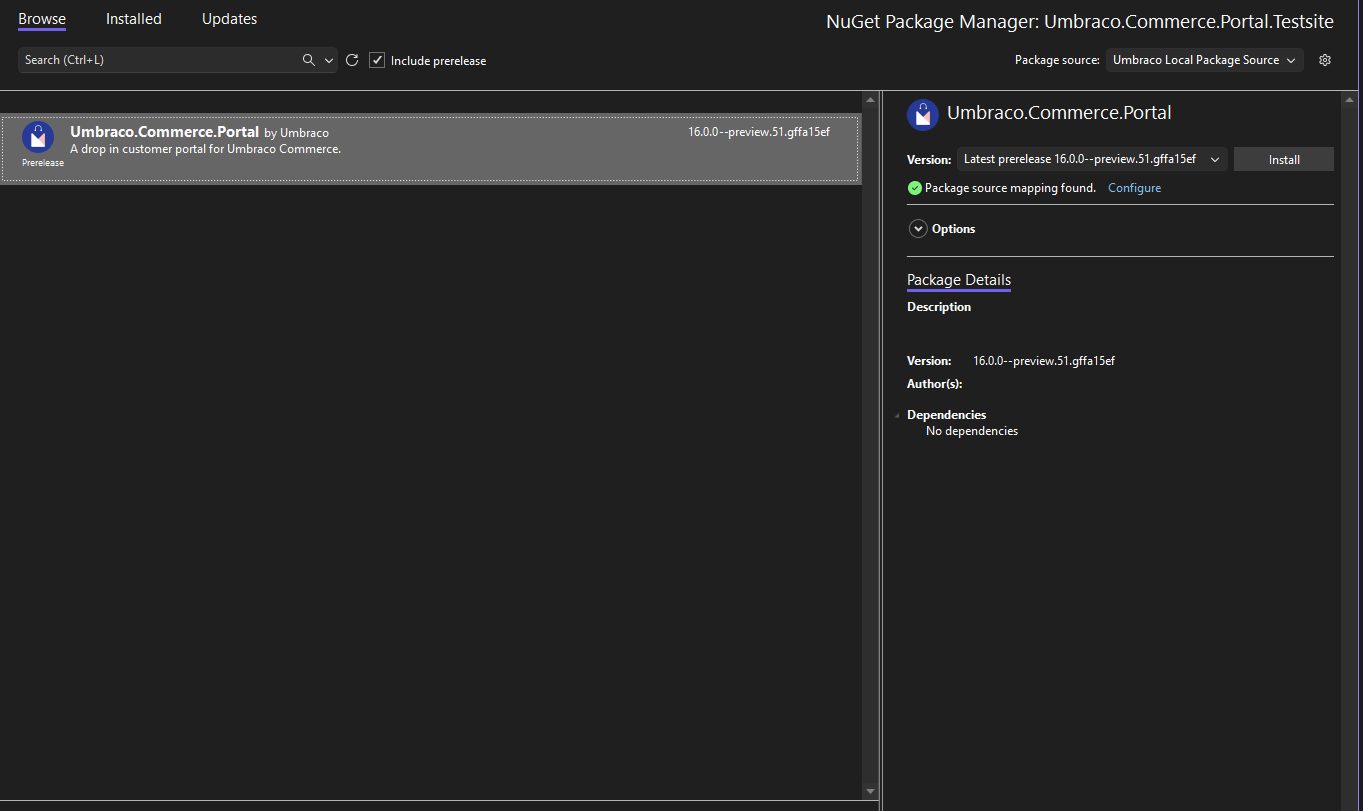 Browse Installed Updates
NuGet Package Manager: Umbraco.Commerce.Portal.Testsite
Search (Ctrl+L)
Include prerelease
Package source: Umbraco Local Package Source
Umbraco.Commerce.Portal by Umbraco
16.0.0--preview.51.gffa15ef
A drop in customer portal for Umbraco Commerce.
Prerelease
Umbraco.Commerce.Portal
Version: Latest prerelease 16.0.0--preview.51.gffa15ef
Install
Package source mapping found. Configure
Options
Package Details
Description
Version: 16.0.0--preview.51.gffa15ef
Author(s):
Dependencies
No dependencies